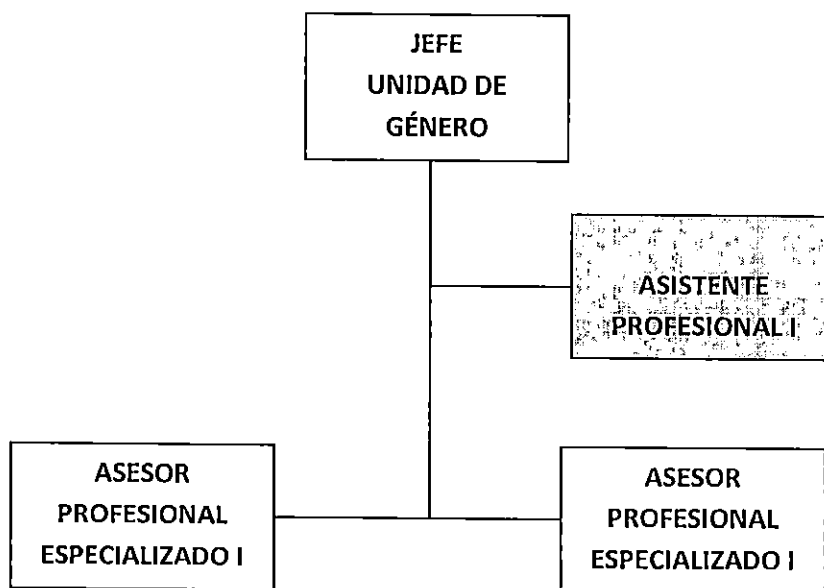 JEFE
UNIDAD DE
GÉNERO
ASISTENTE
PROFESIONAL I
ASESOR
PROFESIONAL
ESPECIALIZADO I
ASESOR
PROFESIONAL
ESPECIALIZADO I